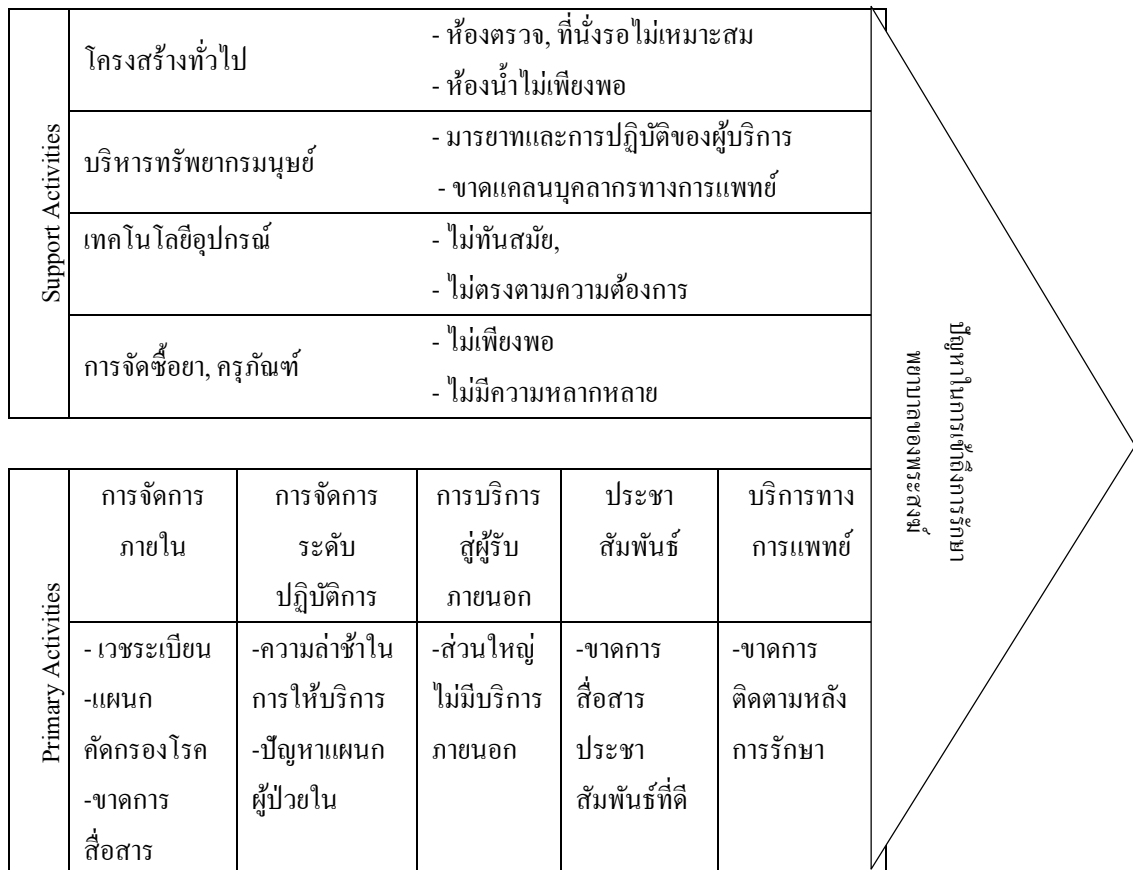 Support Activities
โครงสร้างทั่วไป
- ห้องตรวจ, ที่นั่งรอไม่เหมาะสม
- ห้องน้ำไม่เพียงพอ
บริหารทรัพยากรมนุษย์
- มารยาทและการปฏิบัติของผู้บริการ
- ขาดแคลนบุคลากรทางการแพทย์
เทคโนโลยีอุปกรณ์
- ไม่ทันสมัย,
- ไม่ตรงตามความต้องการ
การจัดซื้อยา, ครุภัณฑ์
- ไม่เพียงพอ
- ไม่มีความหลากหลาย
Primary Activities
การจัดการ
ภายใน
การจัดการ
ระดับ
ปฏิบัติการ
การบริการ
สู่ผู้รับ
ภายนอก
ประชา
สัมพันธ์
บริการทาง
การแพทย์
- เวชระเบียน
-แผนก
คัดกรองโรค
-ขาดการ
สื่อสาร
-ความล่าช้าใน
การให้บริการ
-ปัญหาแผนก
ผู้ป่วยใน
-ส่วนใหญ่
ไม่มีบริการ
ภายนอก
-ขาดการ
สื่อสาร
ประชา
สัมพันธ์ที่ดี
-ขาดการ
ติดตามหลัง
การรักษา
ปัญหาในการเข้าถึงการรักษา
พยาบาลของพระสงฆ์